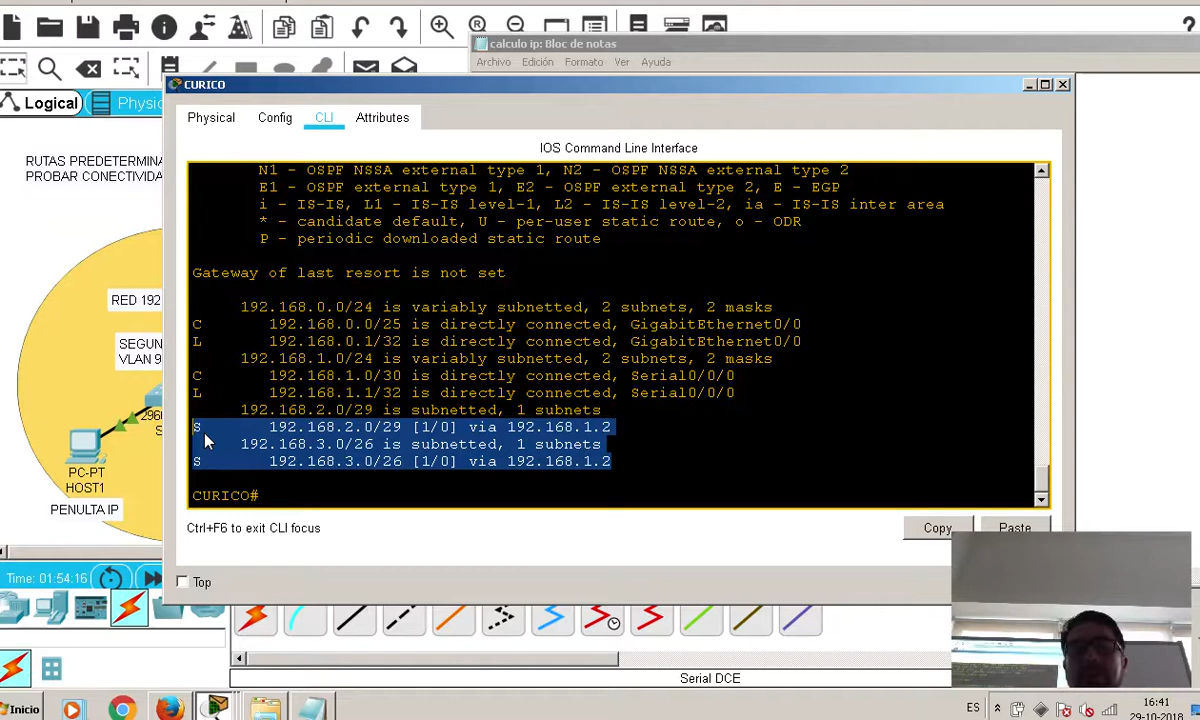 calculo ip: Bloc de notas
Archivo Edición Formato Ver Ayuda
CURICO
Logical
Physi
Physical Config CLI Attributes
IOS Command Line Interface
RUTAS PREDETERMINA
PROBAR CONECTIVIDA
N1 - OSPF NSSA external type 1, N2 - OSPF NSSA external type 2
E1 - OSPF external type 1, E2 - OSPF external type 2, E - EGP
i - IS-IS, L1 - IS-IS level-1, L2 - IS-IS level-2, ia - IS-IS inter area
* - candidate default, U - per-user static route, o - ODR
P - periodic downloaded static route
Gateway of last resort is not set
192.168.0.0/24 is variably subnetted, 2 subnets, 2 masks
C 192.168.0.0/25 is directly connected, GigabitEthernet0/0
L 192.168.0.1/32 is directly connected, GigabitEthernet0/0
192.168.1.0/24 is variably subnetted, 2 subnets, 2 masks
C 192.168.1.0/30 is directly connected, Serial0/0/0
L 192.168.1.1/32 is directly connected, Serial0/0/0
192.168.2.0/29 is subnetted, 1 subnets
S 192.168.2.0/29 [1/0] via 192.168.1.2
192.168.3.0/26 is subnetted, 1 subnets
S 192.168.3.0/26 [1/0] via 192.168.1.2
CURICO#
RED 192
SEGUN
VLAN 9
296
S
PC-PT
HOST1
PENULTA IP
Ctrl+F6 to exit CLI focus
Copy Paste
Top
Time: 01:54:16
Serial DCE
Inicio
ES
16:41
29-10-2018